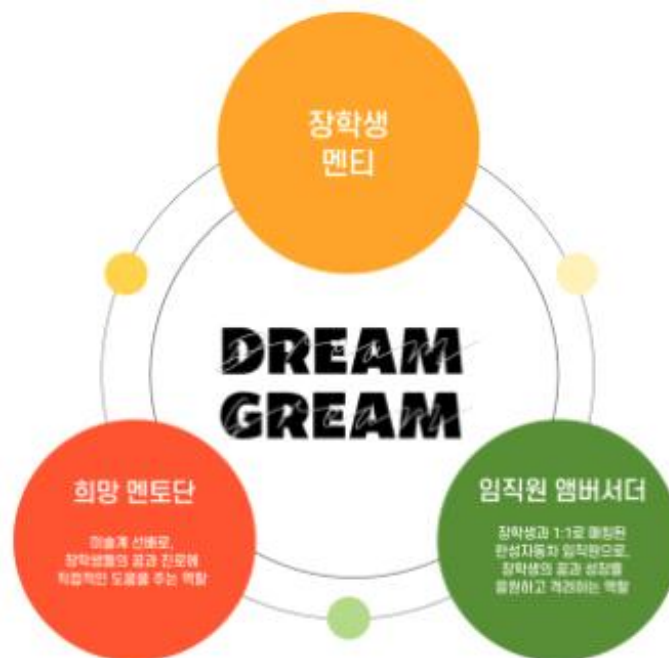 장학생
멘티
DREAM
GREAM
희망 멘토단
미술계 선배로,
장학생들의 꿈과 진로에
직접적인 도움을 주는 역할
임직원 앰버서더
장학생과 1:1로 매칭된
한성자동차 임직원으로,
장학생의 꿈과 성장을
응원하고 격려하는 역할